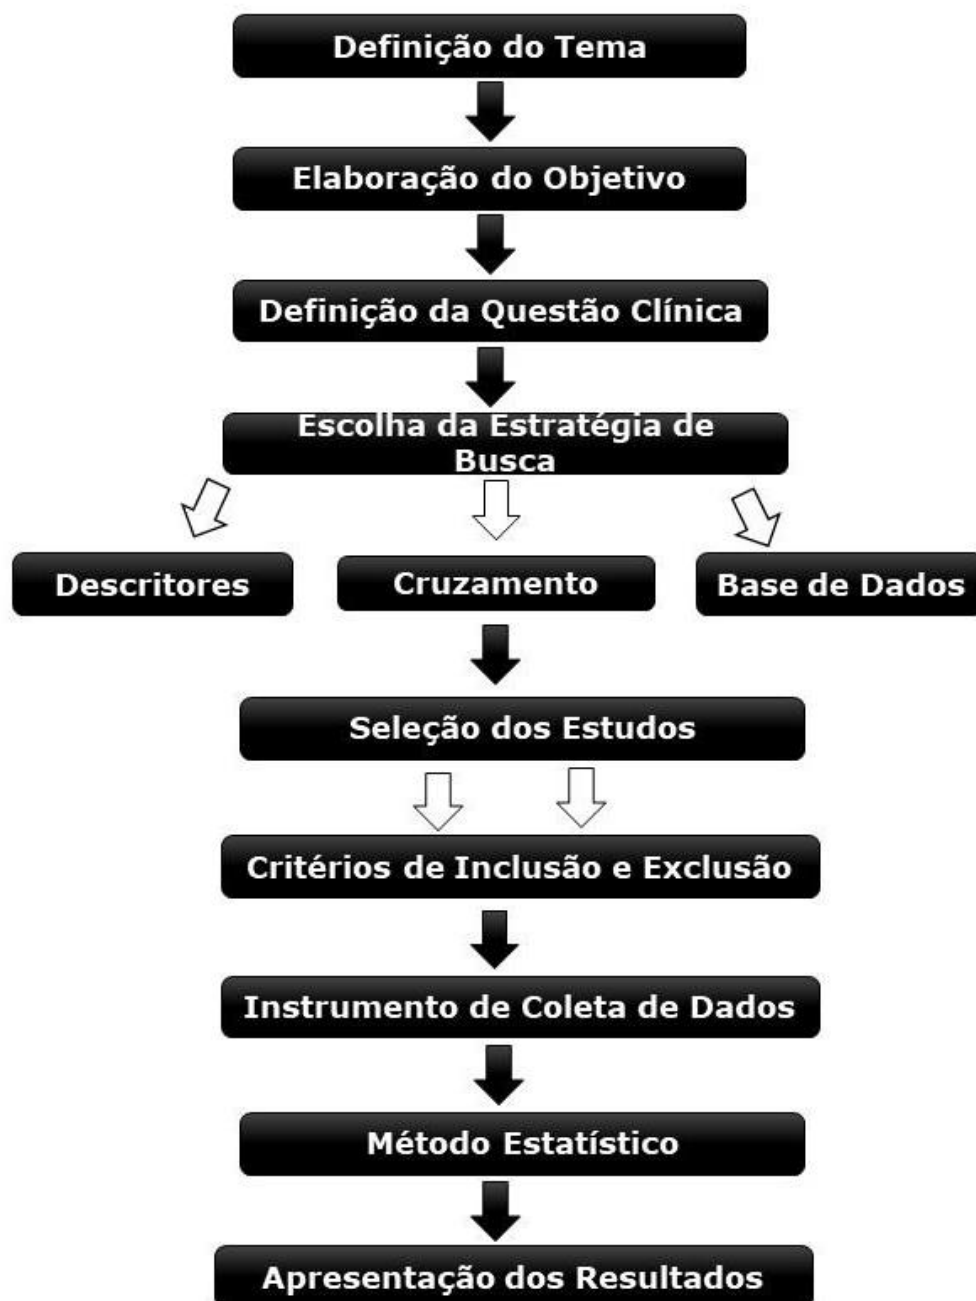 Definição do Tema
Elaboração do Objetivo
Definição da Questão Clínica
Escolha da Estratégia de
Busca
Descritores
Cruzamento
Base de Dados
Seleção dos Estudos
Critérios de Inclusão e Exclusão
Instrumento de Coleta de Dados
Método Estatístico
Apresentação dos Resultados